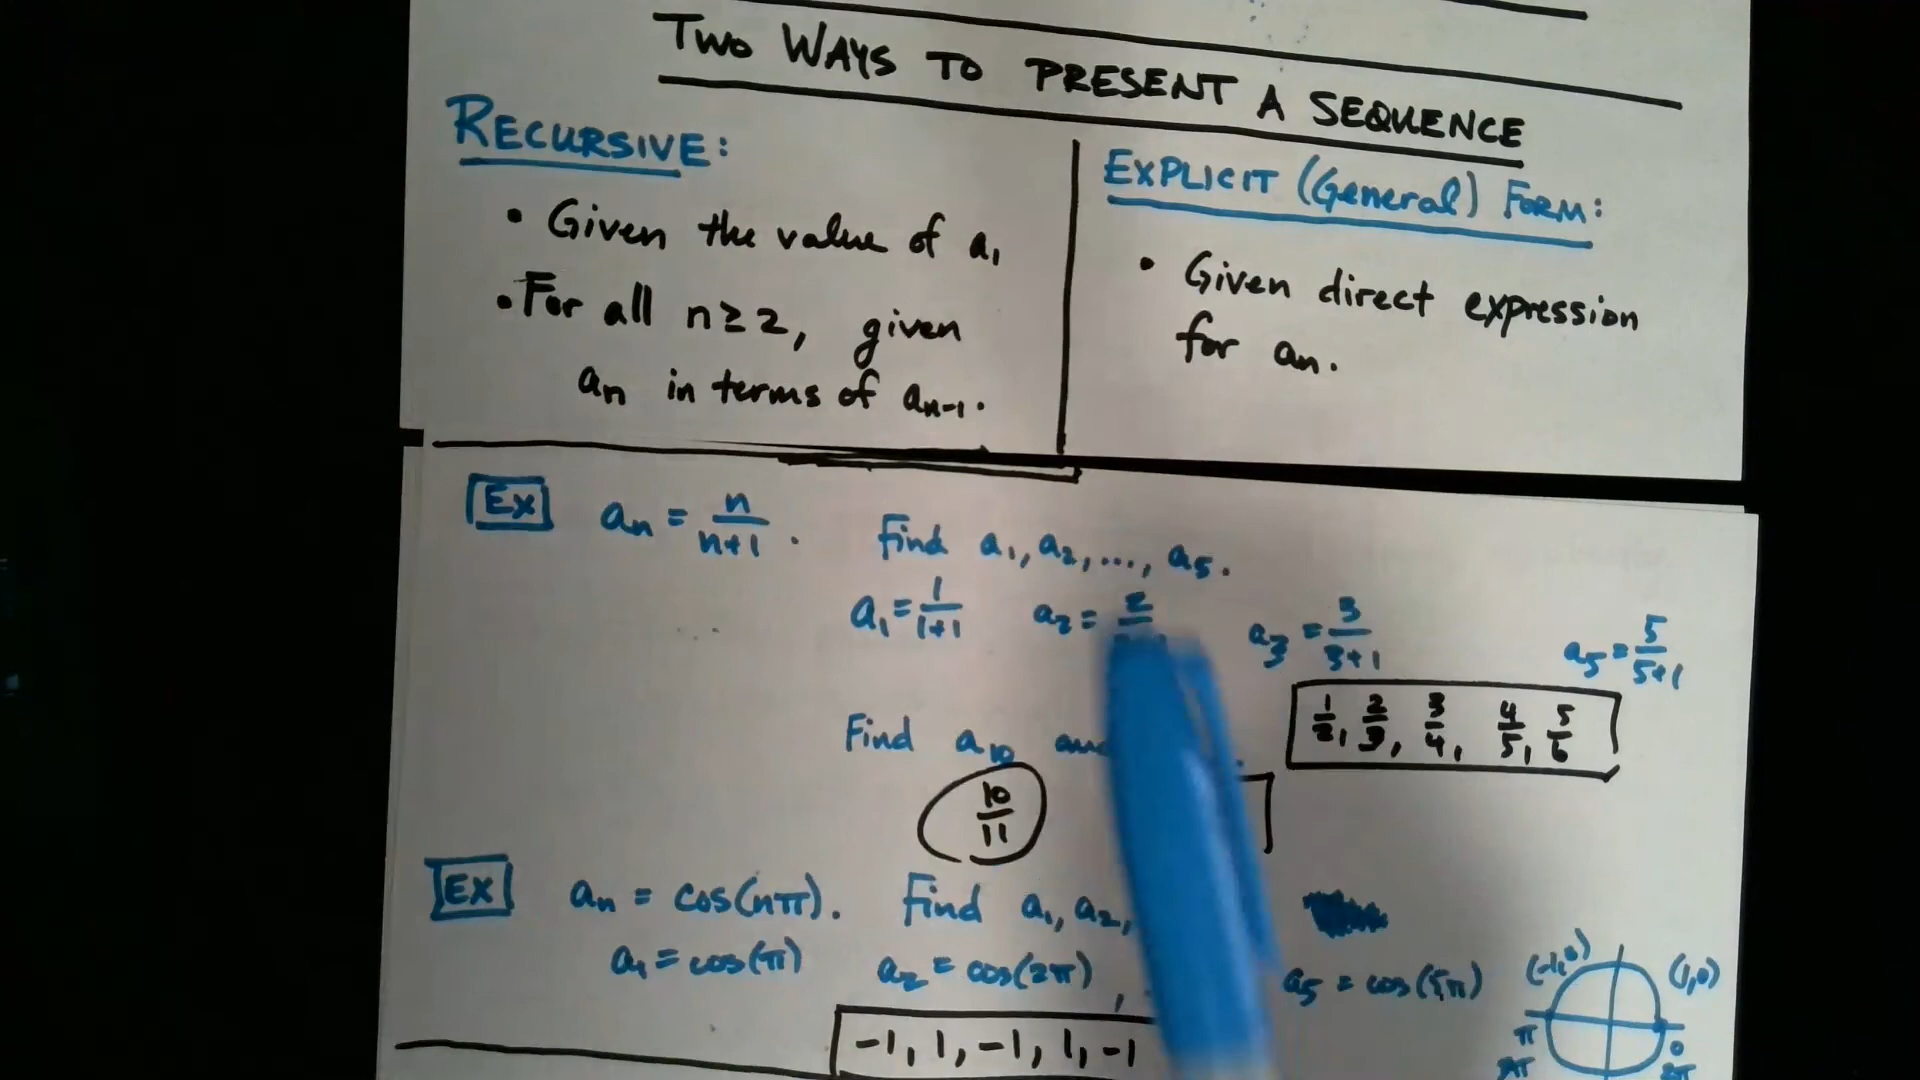 TWO WAYS TO PRESENT A SEQUENCE
RECURSIVE:
• Given the value of a₁
• For all n≥2, given
aₙ in terms of aₙ₋₁.
EXPLICIT (General) FORM:
• Given direct expression
for aₙ.
Ex aₙ = n/(n+1). Find a₁, a₂, ..., a₅.
a₁ = 1/(1+1) a₂ = 2 a₃ = 3/(3+1) a₅ = 5/(5+1)
1/2, 2/3, 3/4, 4/5, 5/6
Find a₁₀
10/11
EX aₙ = cos(nπ). Find a₁, a₂,
a₁ = cos(π) a₂ = cos(2π), a₅ = cos(5π)
-1, 1, -1, 1, -1
(-1,0) (1,0)
π 0
2π